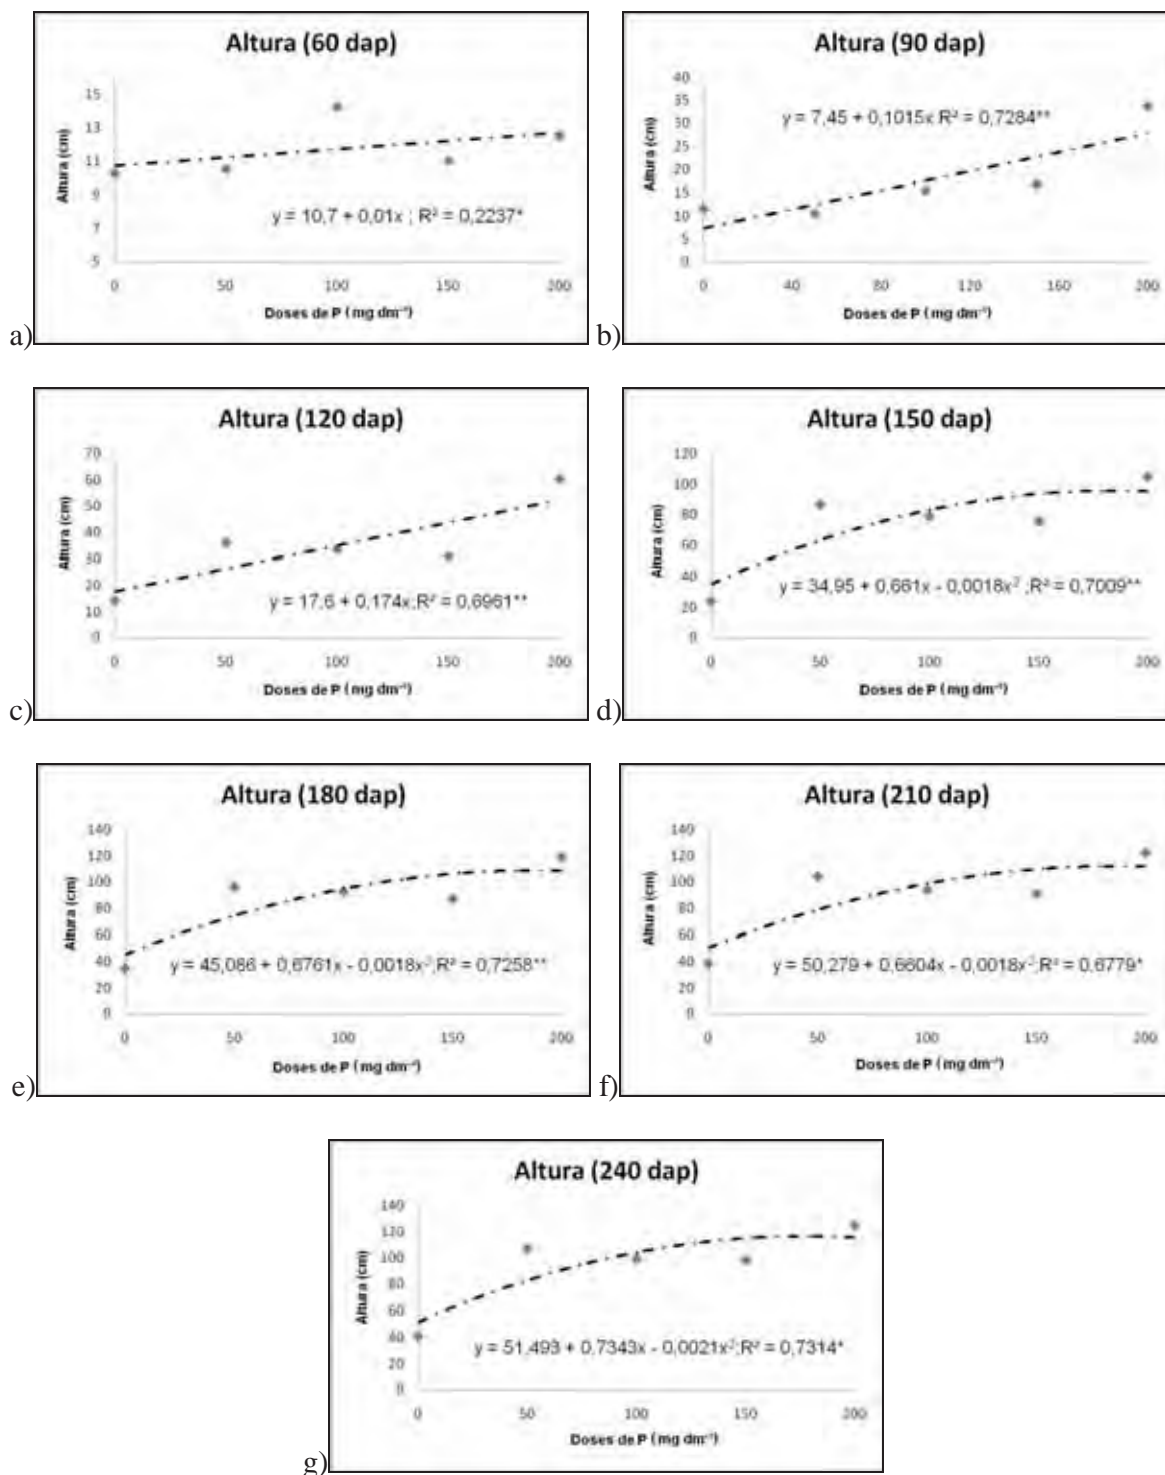 Altura (60 dap)
Altura (cm)
15
13
11
9
7
5
y = 10,7 + 0,01x ; R² = 0,2237*
0 50 100 150 200
Doses de P (mg dm⁻³)
a)
Altura (90 dap)
Altura (cm)
40
35
30
25
20
15
10
5
0
y = 7,45 + 0,1015x R² = 0,7284**
0 40 80 120 160 200
Doses de P (mg dm⁻³)
b)
Altura (120 dap)
Altura (cm)
70
60
50
40
30
20
10
0
y = 17,6 + 0,174x;R² = 0,6961**
0 50 100 150 200
Doses de P (mg dm⁻³)
c)
Altura (150 dap)
Altura (cm)
120
100
80
60
40
20
0
y = 34,95 + 0,661x - 0,0018x² ;R² = 0,7009**
0 50 100 150 200
Doses de P (mg dm⁻³)
d)
Altura (180 dap)
Altura (cm)
140
120
100
80
60
40
20
0
y = 45,086 + 0,6761x - 0,0018x²;R² = 0,7258**
0 50 100 150 200
Doses de P (mg dm⁻³)
e)
Altura (210 dap)
Altura (cm)
140
120
100
80
60
40
20
0
y = 50,279 + 0,6604x - 0,0018x²;R² = 0,6779*
0 50 100 150 200
Doses de P (mg dm⁻³)
f)
Altura (240 dap)
Altura (cm)
140
120
100
80
60
40
20
0
y = 51,493 + 0,7343x - 0,0021x²;R² = 0,7314*
0 50 100 150 200
Doses de P (mg dm⁻³)
g)